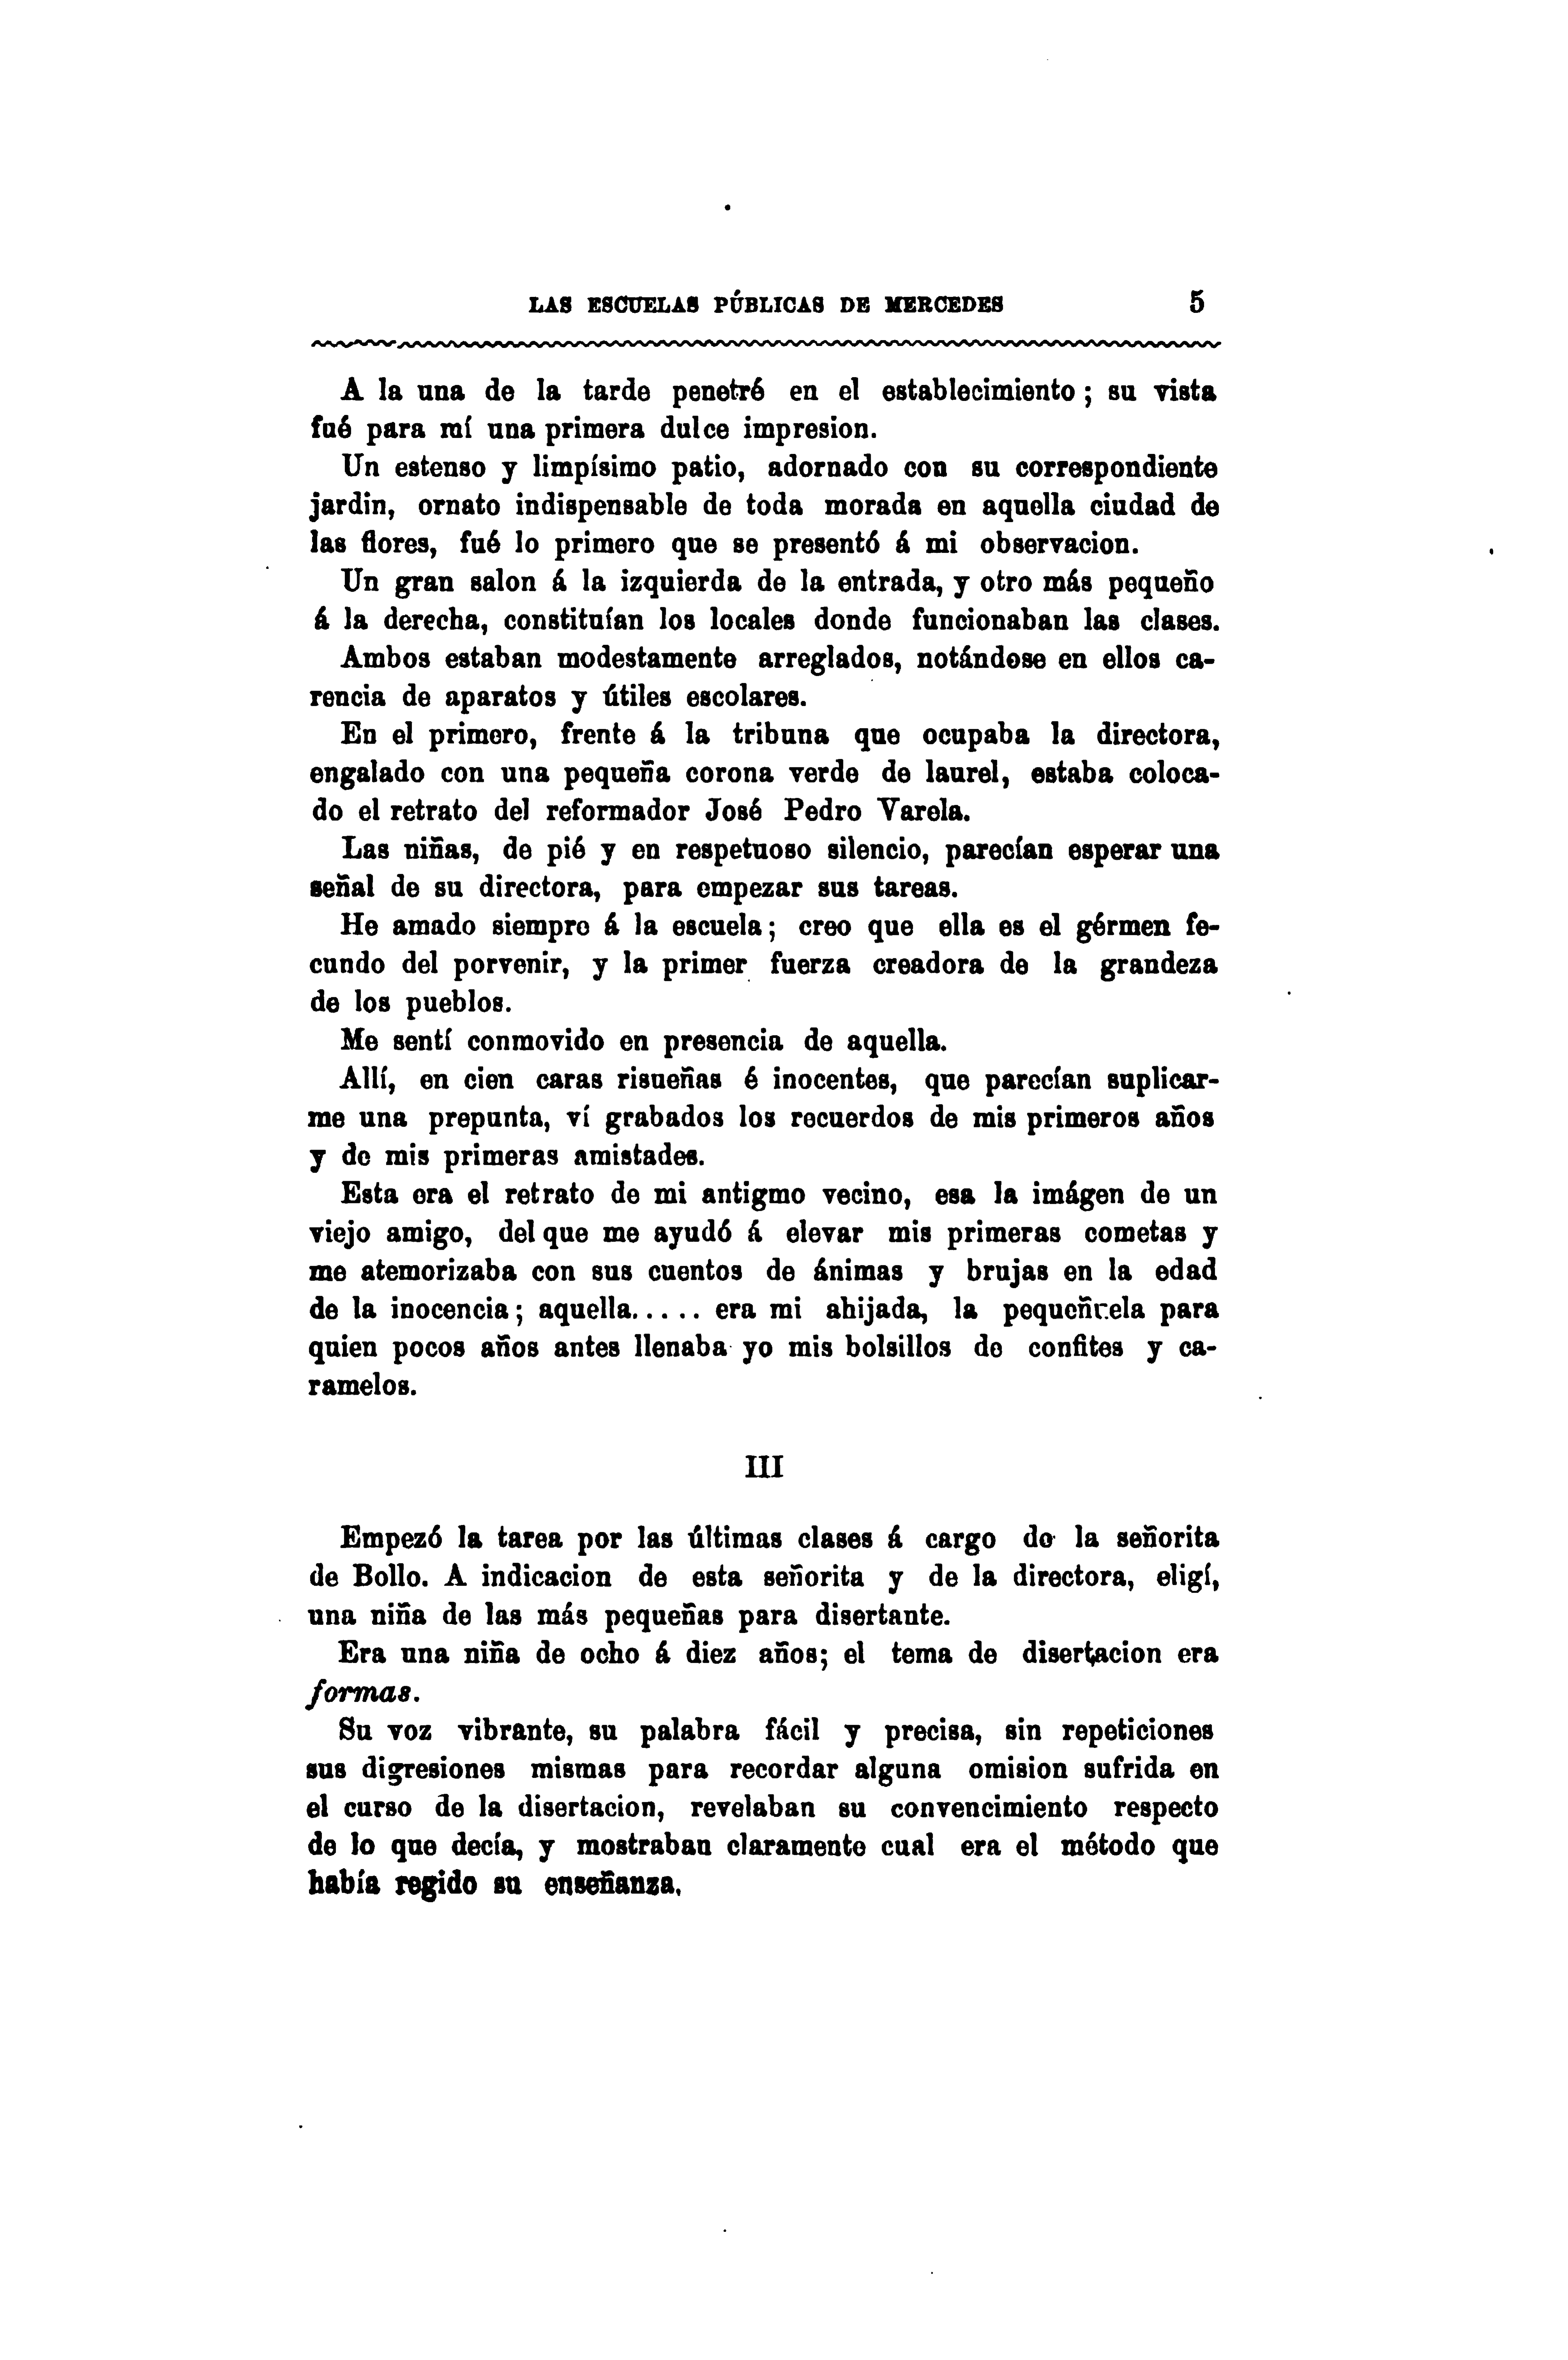 LAS ESCUELAS PÚBLICAS DE MERCEDES 5
A la una de la tarde penetré en el establecimiento; su vista
fué para mí una primera dulce impresion.
Un estenso y limpísimo patio, adornado con su correspondiente
jardin, ornato indispensable de toda morada en aquella ciudad de
las flores, fué lo primero que se presentó á mi observacion.
Un gran salon á la izquierda de la entrada, y otro más pequeño
á la derecha, constituían los locales donde funcionaban las clases.
Ambos estaban modestamente arreglados, notándose en ellos ca-
rencia de aparatos y útiles escolares.
En el primero, frente á la tribuna que ocupaba la directora,
engalado con una pequeña corona verde de laurel, estaba coloca-
do el retrato del reformador José Pedro Varela.
Las niñas, de pié y en respetuoso silencio, parecían esperar una
señal de su directora, para empezar sus tareas.
He amado siempre á la escuela; creo que ella es el gérmen fe-
cundo del porvenir, y la primer fuerza creadora de la grandeza
de los pueblos.
Me sentí conmovido en presencia de aquella.
Allí, en cien caras risueñas é inocentes, que parecían suplicar-
me una prepunta, ví grabados los recuerdos de mis primeros años
y de mis primeras amistades.
Esta era el retrato de mi antigmo vecino, esa la imágen de un
viejo amigo, del que me ayudó á elevar mis primeras cometas y
me atemorizaba con sus cuentos de ánimas y brujas en la edad
de la inocencia; aquella..... era mi ahijada, la pequeñuela para
quien pocos años antes llenaba yo mis bolsillos de confites y ca-
ramelos.
III
Empezó la tarea por las últimas clases á cargo de la señorita
de Bollo. A indicacion de esta señorita y de la directora, eligí,
una niña de las más pequeñas para disertante.
Era una niña de ocho á diez años; el tema de disertacion era
formas.
Su voz vibrante, su palabra fácil y precisa, sin repeticiones
sus digresiones mismas para recordar alguna omision sufrida en
el curso de la disertacion, revelaban su convencimiento respecto
de lo que decía, y mostraban claramente cual era el método que
había regido su enseñanza.